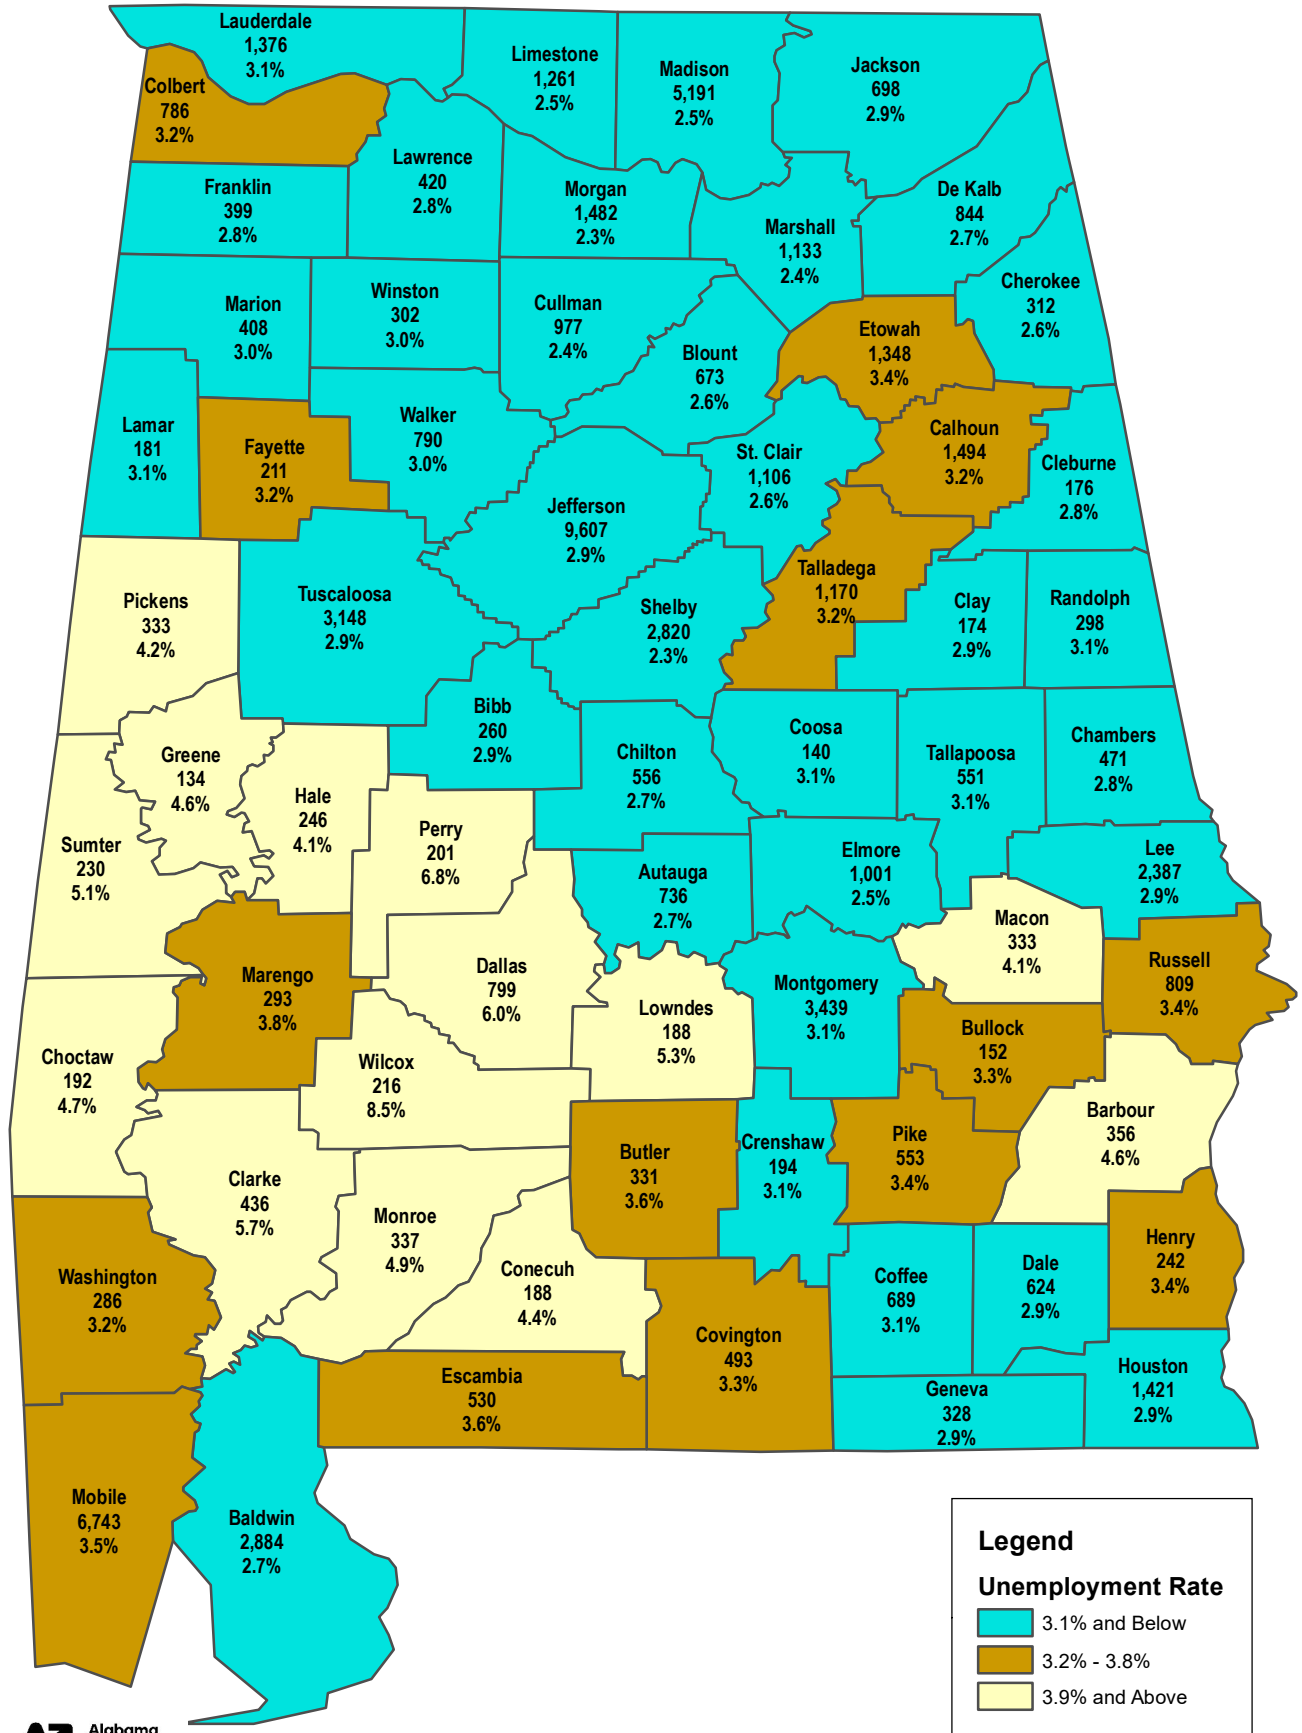 Lauderdale
1,376
3.1%
Limestone
1,261
2.5%
Madison
5,191
2.5%
Jackson
698
2.9%
Colbert
786
3.2%
Lawrence
420
2.8%
Franklin
399
2.8%
Morgan
1,482
2.3%
De Kalb
844
2.7%
Marshall
1,133
2.4%
Cherokee
312
2.6%
Marion
408
3.0%
Winston
302
3.0%
Cullman
977
2.4%
Etowah
1,348
3.4%
Blount
673
2.6%
Lamar
181
3.1%
Fayette
211
3.2%
Walker
790
3.0%
St. Clair
1,106
2.6%
Calhoun
1,494
3.2%
Cleburne
176
2.8%
Jefferson
9,607
2.9%
Talladega
1,170
3.2%
Pickens
333
4.2%
Tuscaloosa
3,148
2.9%
Shelby
2,820
2.3%
Clay
174
2.9%
Randolph
298
3.1%
Bibb
260
2.9%
Coosa
140
3.1%
Chilton
556
2.7%
Tallapoosa
551
3.1%
Chambers
471
2.8%
Greene
134
4.6%
Hale
246
4.1%
Perry
201
6.8%
Sumter
230
5.1%
Autauga
736
2.7%
Elmore
1,001
2.5%
Lee
2,387
2.9%
Macon
333
4.1%
Russell
809
3.4%
Marengo
293
3.8%
Dallas
799
6.0%
Lowndes
188
5.3%
Montgomery
3,439
3.1%
Bullock
152
3.3%
Choctaw
192
4.7%
Wilcox
216
8.5%
Barbour
356
4.6%
Butler
331
3.6%
Crenshaw
194
3.1%
Pike
553
3.4%
Clarke
436
5.7%
Monroe
337
4.9%
Conecuh
188
4.4%
Henry
242
3.4%
Washington
286
3.2%
Coffee
689
3.1%
Dale
624
2.9%
Covington
493
3.3%
Escambia
530
3.6%
Houston
1,421
2.9%
Geneva
328
2.9%
Mobile
6,743
3.5%
Baldwin
2,884
2.7%
Legend
Unemployment Rate
3.1% and Below
3.2% - 3.8%
3.9% and Above
Alabama